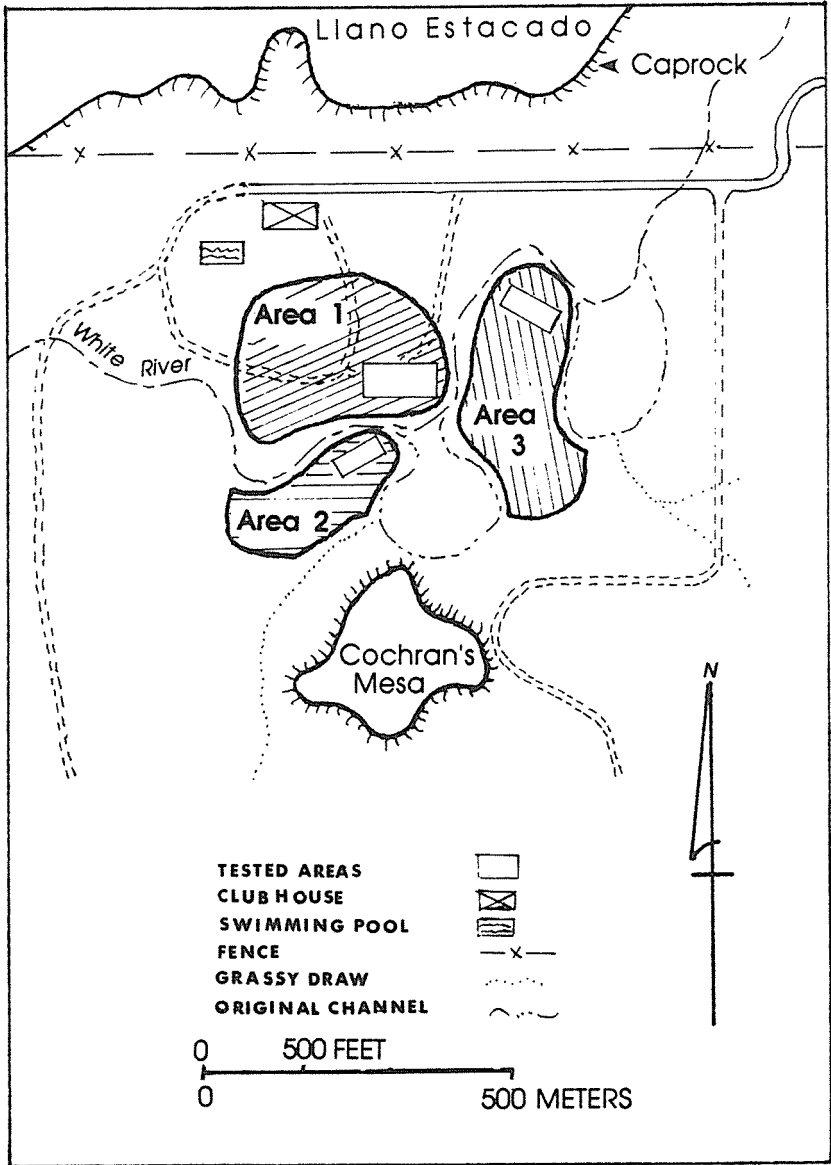 Llano Estacado
Caprock
Area 1
White River
Area 3
Area 2
Cochran's
Mesa
N
TESTED AREAS
CLUB HOUSE
SWIMMING POOL
FENCE
GRASSY DRAW
ORIGINAL CHANNEL
0 500 FEET
0 500 METERS